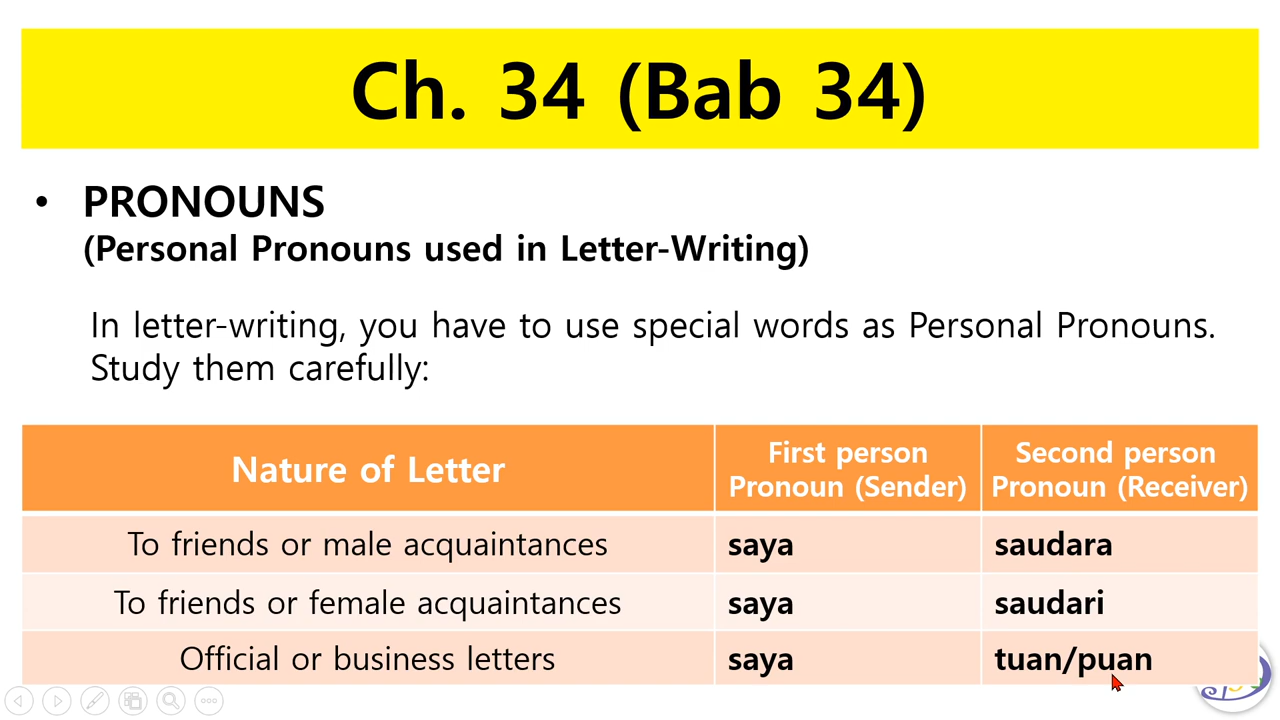 Ch. 34 (Bab 34)
• PRONOUNS
(Personal Pronouns used in Letter-Writing)
In letter-writing, you have to use special words as Personal Pronouns.
Study them carefully:
Nature of Letter
First person
Pronoun (Sender)
Second person
Pronoun (Receiver)
To friends or male acquaintances saya saudara
To friends or female acquaintances saya saudari
Official or business letters saya tuan/puan